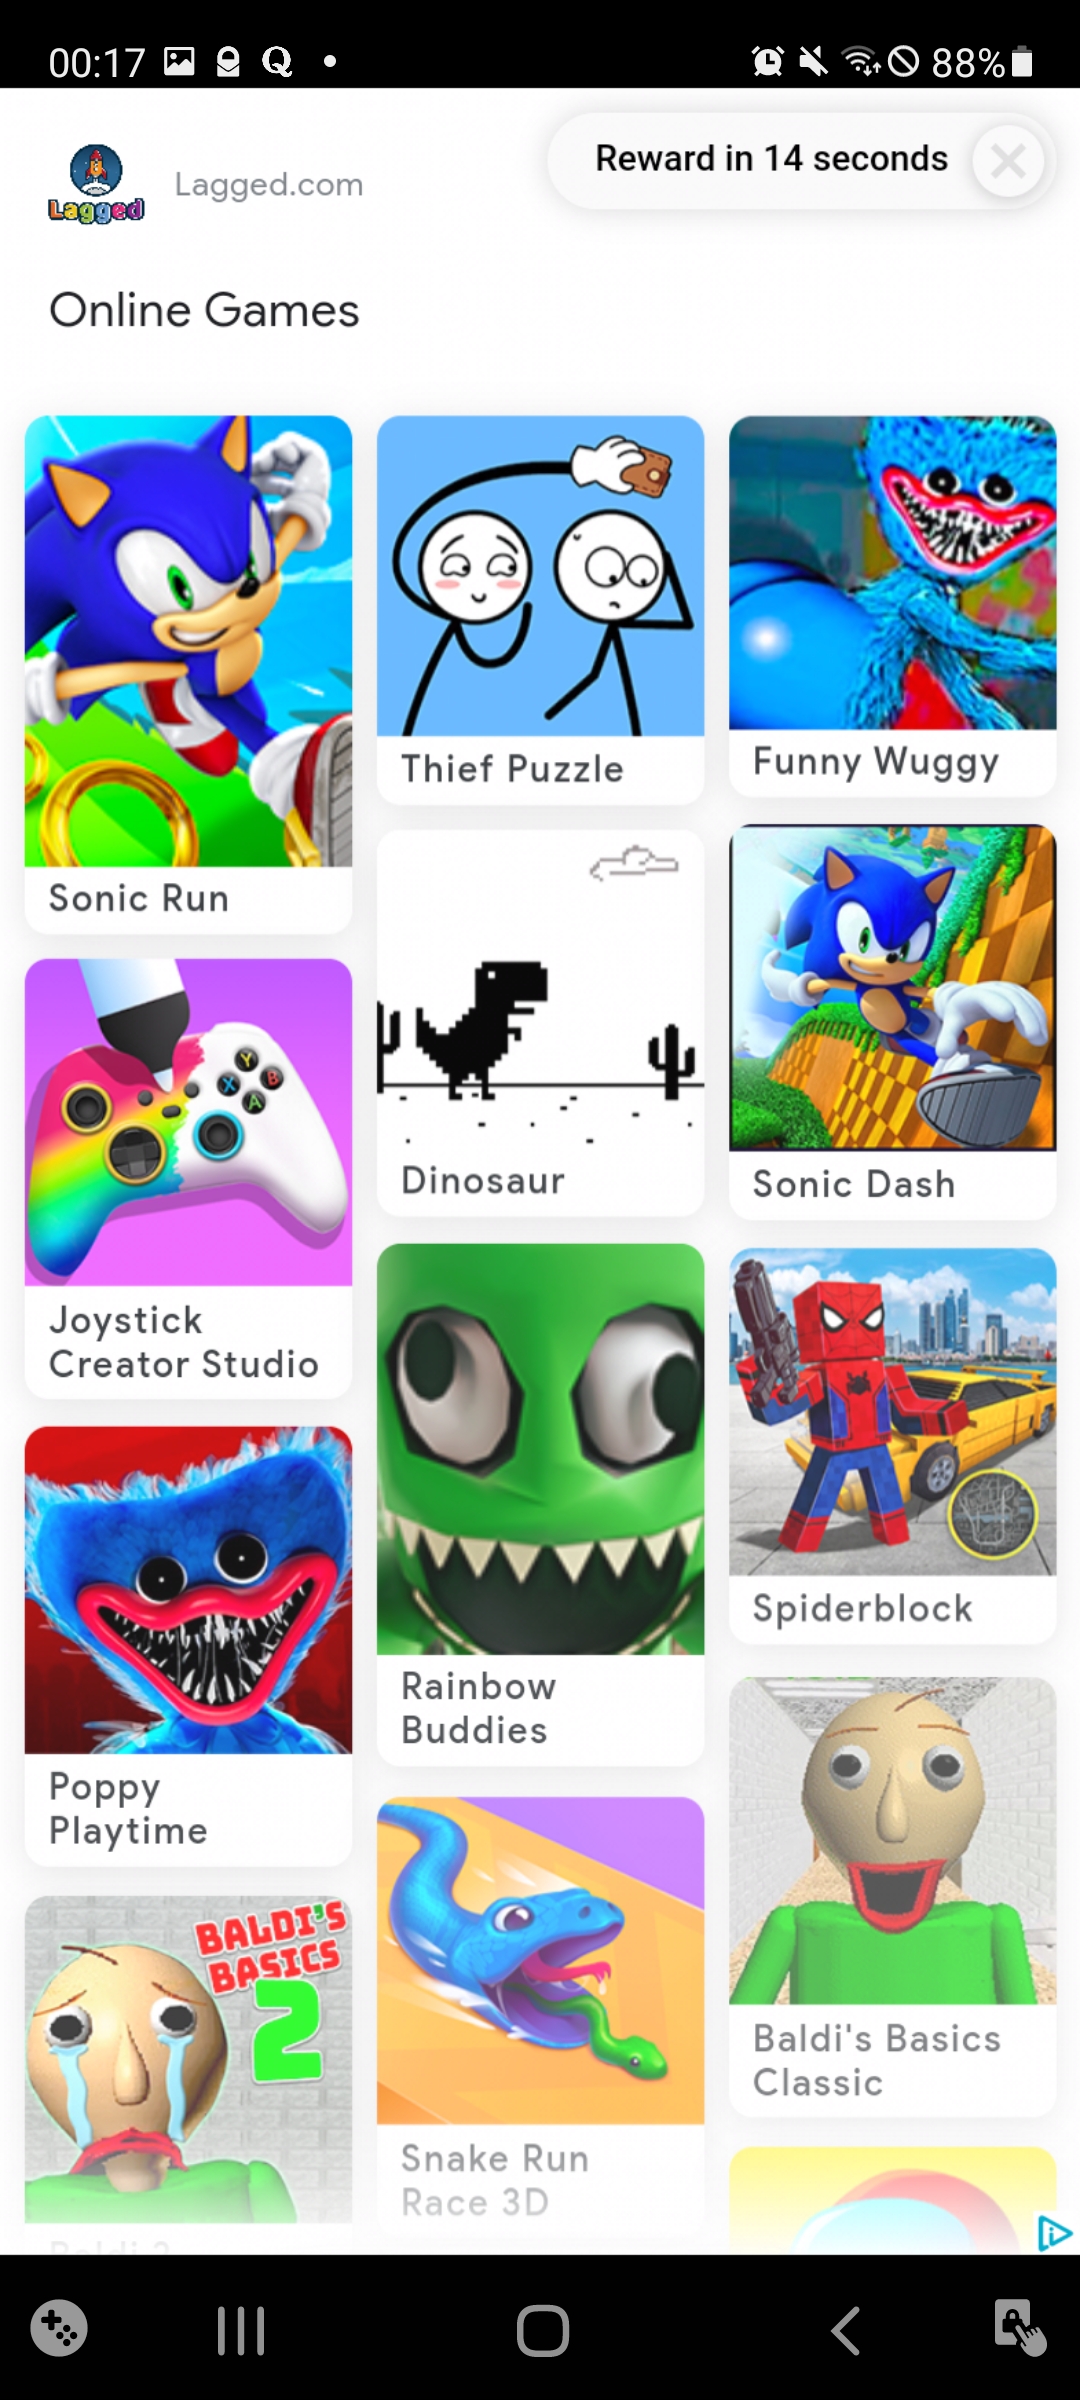 00:17
88%
Lagged
Lagged.com
Reward in 14 seconds
Online Games
Sonic Run
Thief Puzzle
Funny Wuggy
Dinosaur
Sonic Dash
Y
X
B
A
Joystick
Creator Studio
Rainbow
Buddies
Spiderblock
Poppy
Playtime
BALDI'S
BASICS
2
Baldi 2
Snake Run
Race 3D
Baldi's Basics
Classic